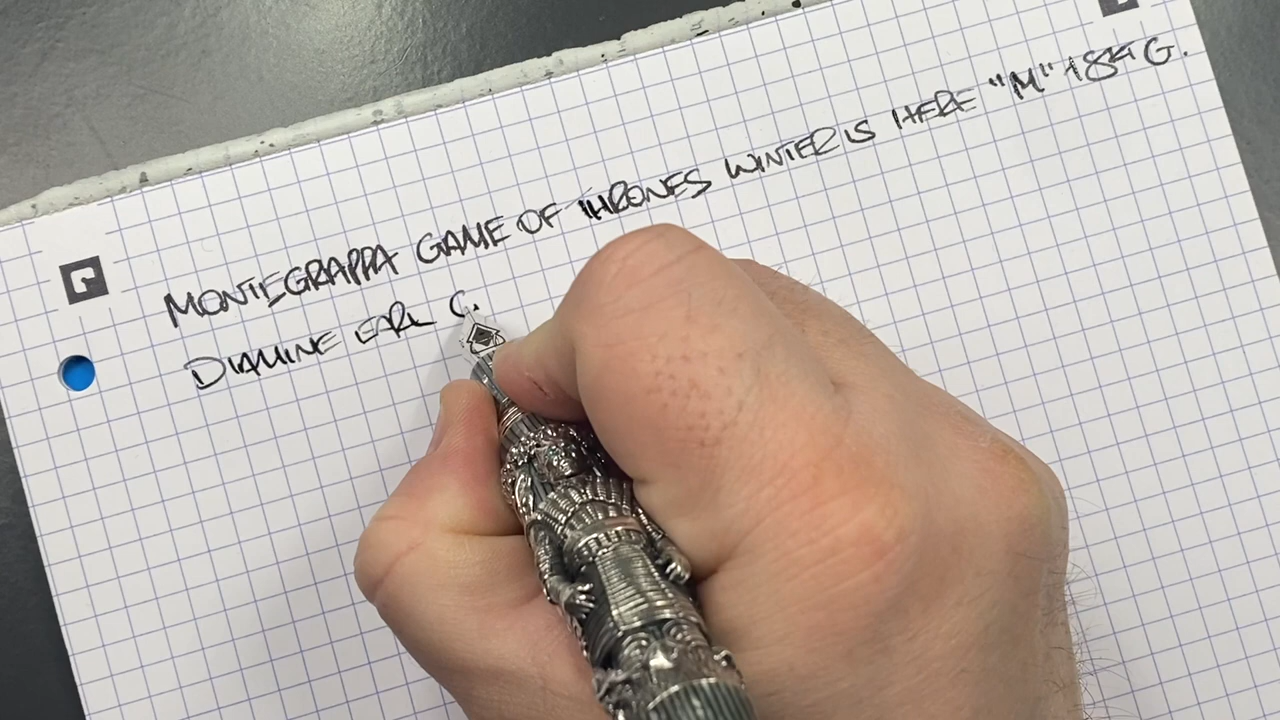 MONTEGRAPPA GAME OF THRONES WINTER IS HERE "M" 18K G.
DIAMINE EARL G.